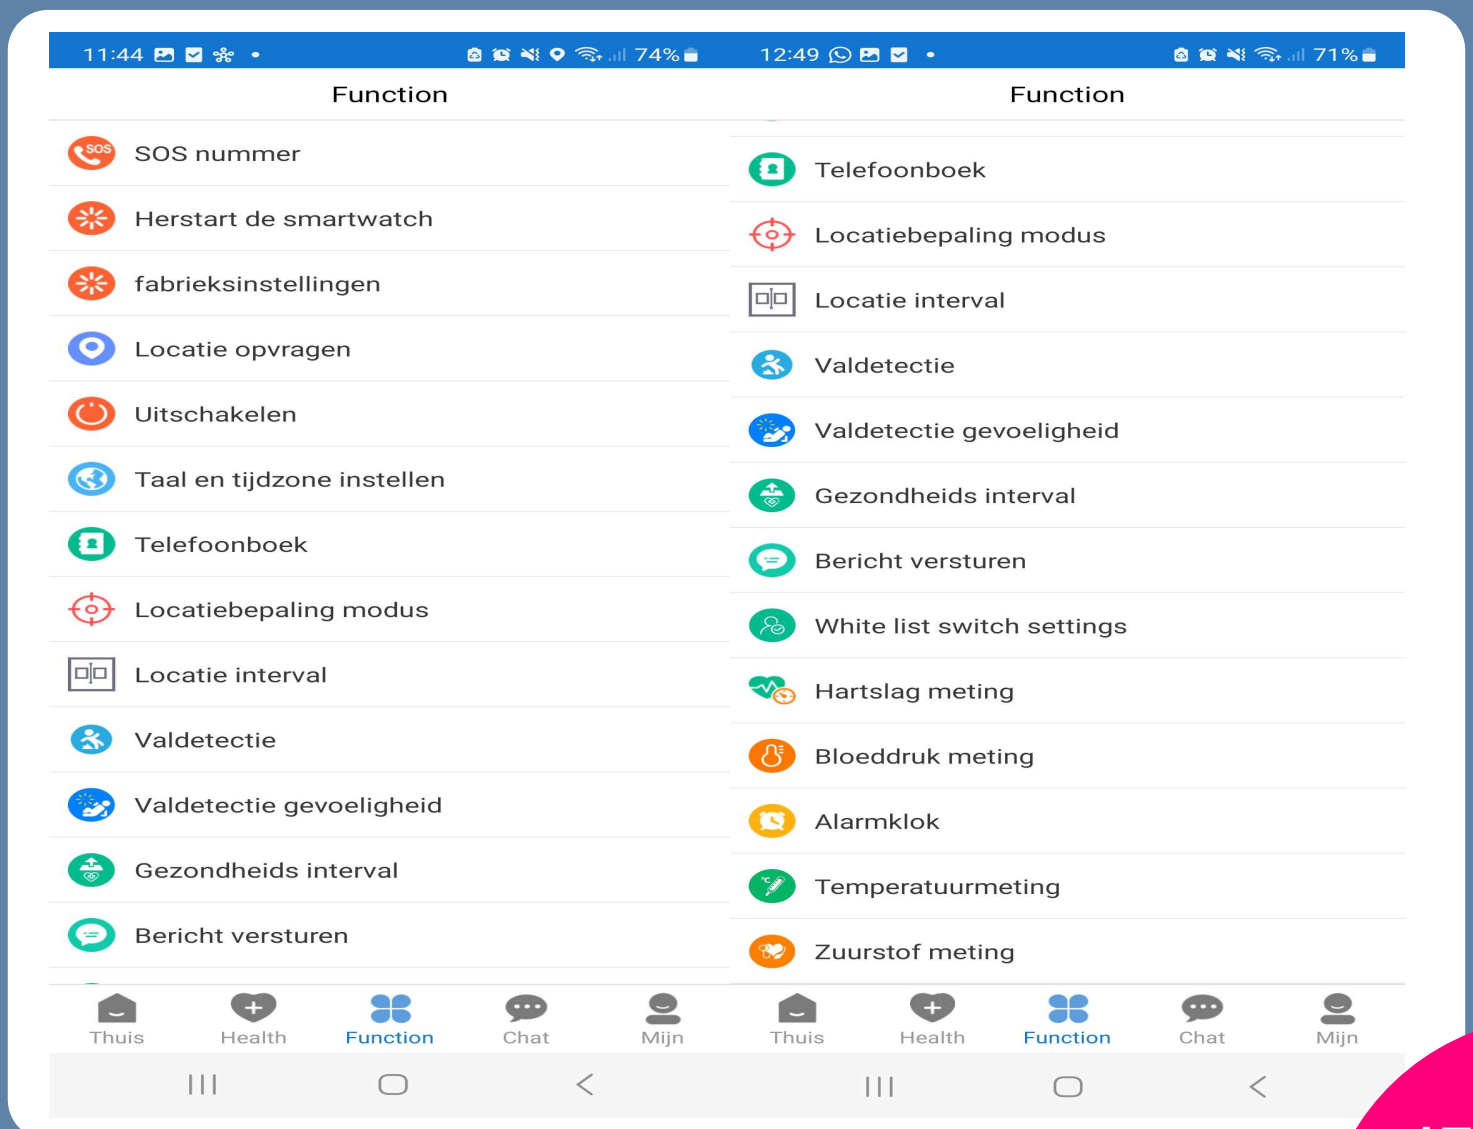 11:44
74%
Function
SOS
SOS nummer
Herstart de smartwatch
fabrieksinstellingen
Locatie opvragen
Uitschakelen
Taal en tijdzone instellen
Telefoonboek
Locatiebepaling modus
Locatie interval
Valdetectie
Valdetectie gevoeligheid
Gezondheids interval
Bericht versturen
Thuis
Health
Function
Chat
Mijn
12:49
71%
Function
Telefoonboek
Locatiebepaling modus
Locatie interval
Valdetectie
Valdetectie gevoeligheid
Gezondheids interval
Bericht versturen
White list switch settings
Hartslag meting
Bloeddruk meting
Alarmklok
°C
Temperatuurmeting
Zuurstof meting
Thuis
Health
Function
Chat
Mijn